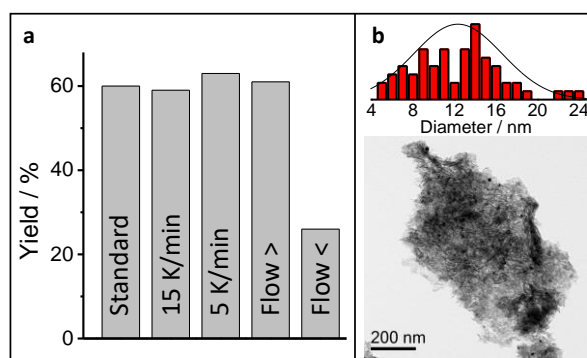 a
Yield / %
60
40
20
0
Standard
15 K/min
5 K/min
Flow >
Flow <
b
4 8 12 16 20 24
Diameter / nm
200 nm